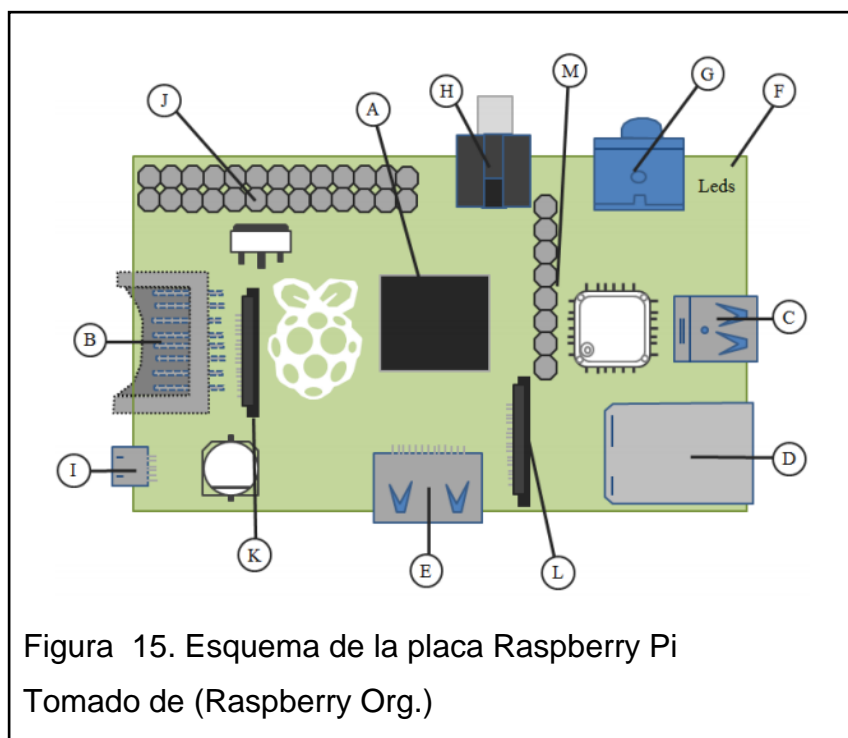 J
A
H
M
G
F
Leds
B
C
I
D
K
E
L
Figura 15. Esquema de la placa Raspberry Pi
Tomado de (Raspberry Org.)